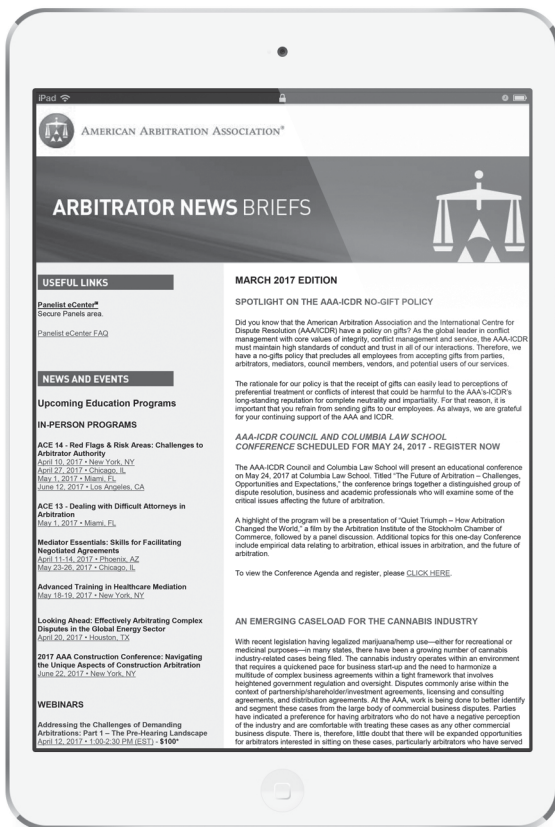 iPad
AMERICAN ARBITRATION ASSOCIATION®
ARBITRATOR NEWS BRIEFS
USEFUL LINKS
Panelist eCenter℠
Secure Panels area.
Panelist eCenter FAQ
NEWS AND EVENTS
Upcoming Education Programs
IN-PERSON PROGRAMS
ACE 14 - Red Flags & Risk Areas: Challenges to
Arbitrator Authority
April 10, 2017 • New York, NY
April 27, 2017 • Chicago, IL
May 1, 2017 • Miami, FL
June 12, 2017 • Los Angeles, CA
ACE 13 - Dealing with Difficult Attorneys in
Arbitration
May 1, 2017 • Miami, FL
Mediator Essentials: Skills for Facilitating
Negotiated Agreements
April 11-14, 2017 • Phoenix, AZ
May 23-26, 2017 • Chicago, IL
Advanced Training in Healthcare Mediation
May 18-19, 2017 • New York, NY
Looking Ahead: Effectively Arbitrating Complex
Disputes in the Global Energy Sector
April 20, 2017 • Houston, TX
2017 AAA Construction Conference: Navigating
the Unique Aspects of Construction Arbitration
June 22, 2017 • New York, NY
WEBINARS
Addressing the Challenges of Demanding
Arbitrations: Part 1 – The Pre-Hearing Landscape
April 12, 2017 • 1:00-2:30 PM (EST) - $100*
MARCH 2017 EDITION
SPOTLIGHT ON THE AAA-ICDR NO-GIFT POLICY
Did you know that the American Arbitration Association and the International Centre for
Dispute Resolution (AAA/ICDR) have a policy on gifts? As the global leader in conflict
management with core values of integrity, conflict management and service, the AAA-ICDR
must maintain high standards of conduct and trust in all of our interactions. Therefore, we
have a no-gifts policy that precludes all employees from accepting gifts from parties,
arbitrators, mediators, council members, vendors, and potential users of our services.
The rationale for our policy is that the receipt of gifts can easily lead to perceptions of
preferential treatment or conflicts of interest that could be harmful to the AAA's-ICDR's
long-standing reputation for complete neutrality and impartiality. For that reason, it is
important that you refrain from sending gifts to our employees. As always, we are grateful
for your continuing support of the AAA and ICDR.
AAA-ICDR COUNCIL AND COLUMBIA LAW SCHOOL
CONFERENCE SCHEDULED FOR MAY 24, 2017 - REGISTER NOW
The AAA-ICDR Council and Columbia Law School will present an educational conference
on May 24, 2017 at Columbia Law School. Titled "The Future of Arbitration – Challenges,
Opportunities and Expectations," the conference brings together a distinguished group of
dispute resolution, business and academic professionals who will examine some of the
critical issues affecting the future of arbitration.
A highlight of the program will be a presentation of "Quiet Triumph – How Arbitration
Changed the World," a film by the Arbitration Institute of the Stockholm Chamber of
Commerce, followed by a panel discussion. Additional topics for this one-day Conference
include empirical data relating to arbitration, ethical issues in arbitration, and the future of
arbitration.
To view the Conference Agenda and register, please CLICK HERE.
AN EMERGING CASELOAD FOR THE CANNABIS INDUSTRY
With recent legislation having legalized marijuana/hemp use—either for recreational or
medicinal purposes—in many states, there have been a growing number of cannabis
industry-related cases being filed. The cannabis industry operates within an environment
that requires a quickened pace for business start-up and the need to harmonize a
multitude of complex business agreements within a tight framework that involves
heightened government regulation and oversight. Disputes commonly arise within the
context of partnership/shareholder/investment agreements, licensing and consulting
agreements, and distribution agreements. At the AAA, work is being done to better identify
and segment these cases from the large body of commercial business disputes. Parties
have indicated a preference for having arbitrators who do not have a negative perception
of the industry and are comfortable with treating these cases as any other commercial
business dispute. There is, therefore, little doubt that there will be expanded opportunities
for arbitrators interested in sitting on these cases, particularly arbitrators who have served